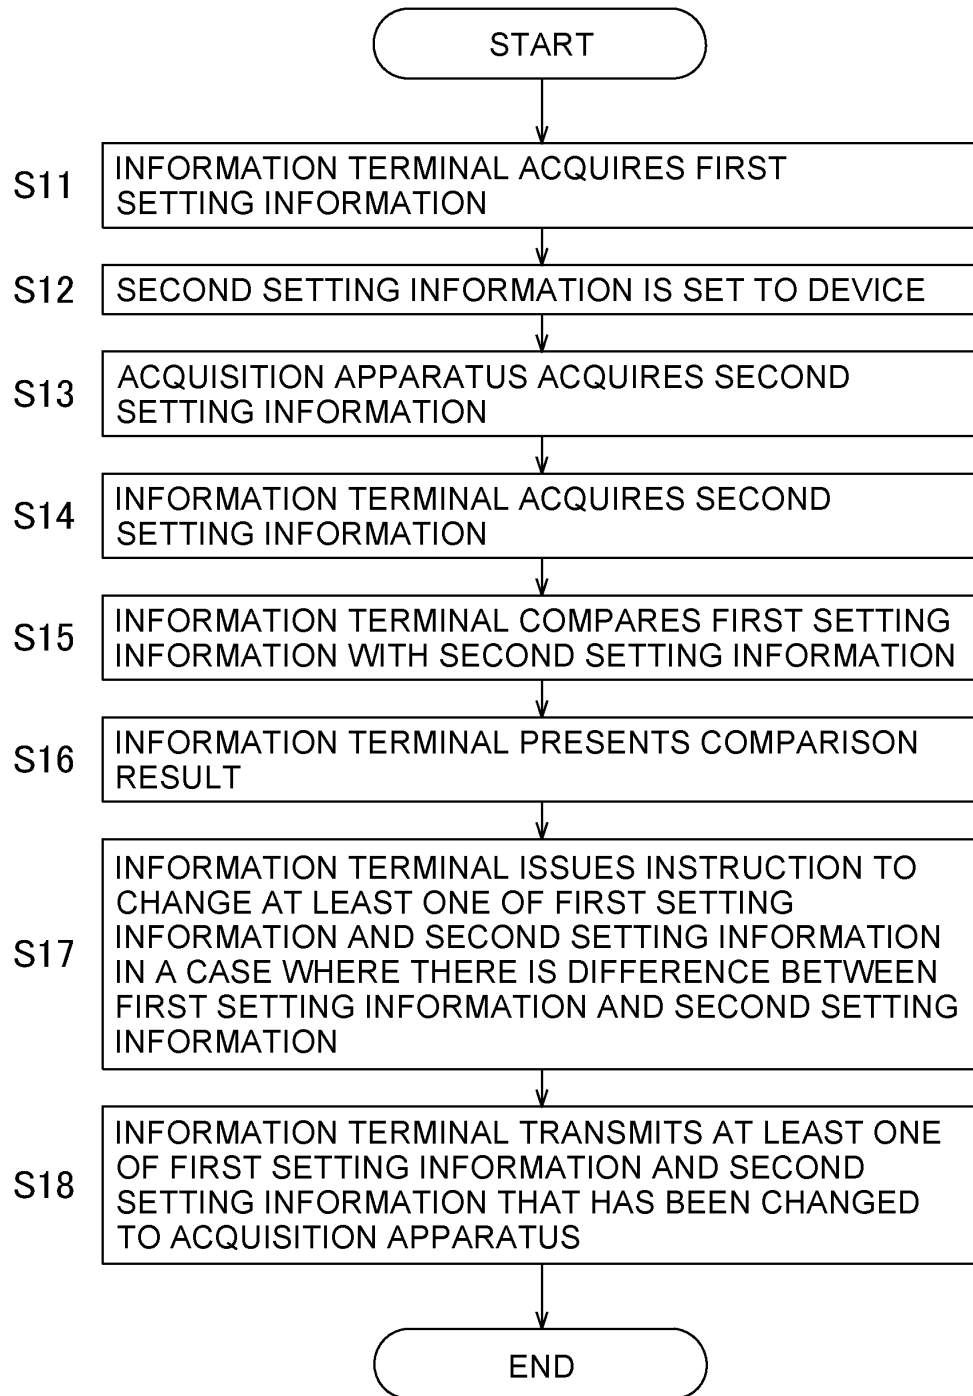 START
S11
INFORMATION TERMINAL ACQUIRES FIRST
SETTING INFORMATION
S12
SECOND SETTING INFORMATION IS SET TO DEVICE
S13
ACQUISITION APPARATUS ACQUIRES SECOND
SETTING INFORMATION
S14
INFORMATION TERMINAL ACQUIRES SECOND
SETTING INFORMATION
S15
INFORMATION TERMINAL COMPARES FIRST SETTING
INFORMATION WITH SECOND SETTING INFORMATION
S16
INFORMATION TERMINAL PRESENTS COMPARISON
RESULT
S17
INFORMATION TERMINAL ISSUES INSTRUCTION TO
CHANGE AT LEAST ONE OF FIRST SETTING
INFORMATION AND SECOND SETTING INFORMATION
IN A CASE WHERE THERE IS DIFFERENCE BETWEEN
FIRST SETTING INFORMATION AND SECOND SETTING
INFORMATION
S18
INFORMATION TERMINAL TRANSMITS AT LEAST ONE
OF FIRST SETTING INFORMATION AND SECOND
SETTING INFORMATION THAT HAS BEEN CHANGED
TO ACQUISITION APPARATUS
END